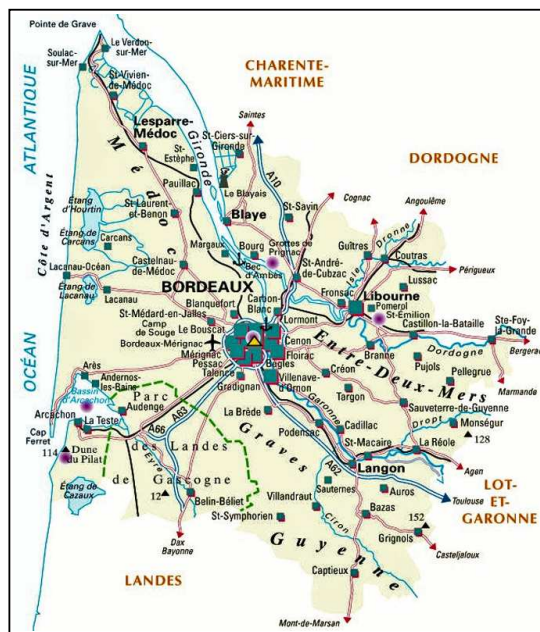 Pointe de Grave
Le Verdon-
sur-Mer
Soulac-
sur-Mer
St-Vivien-
de-Médoc
CHARENTE-
MARITIME
ATLANTIQUE
Saintes
Lesparre-
Médoc
St-Ciers-sur-
Gironde
Gironde
A10
DORDOGNE
St-
Estèphe
Médoc
Le Blayais
Pauillac
St-Savin
Cognac
Angoulême
Étang
d'Hourtin
St-Laurent-
et-Benon
Blaye
Côte d'Argent
Étang de
Carcans
Carcans
Margaux
Bourg
Grottes de
Prignac
Guîtres
Isle
Dronne
Coutras
Bec
d'Ambès
St-André-
de-Cubzac
Périgueux
Lacanau-Océan
Castelnau-
de-Médoc
Lussac
Étang de
Lacanau
Lacanau
BORDEAUX
Fronsac
Libourne
Blanquefort
Carbon-
Blanc
Pomerol
St-Emilion
Ste-Foy-
la-Grande
St-Médard-en-Jalles
Lormont
Castillon-la-Bataille
Camp
de Souge
Le Bouscat
Bordeaux-Mérignac
Cenon
Entre-Deux-Mers
Branne
Dordogne
Bergerac
OCÉAN
Mérignac
Floirac
Pessac
Talence
Bègles
Pujols
Arès
Créon
Pellegrue
Andernos-
les-Bains
Gradignan
Villenave-
d'Ornon
Targon
Marmande
Bassin
d'Arcachon
Parc
Audenge
A63
La Brède
Garonne
Sauveterre-de-Guyenne
Dropt
Monségur
Arcachon
La Teste
Cap
Ferret
A66
Cadillac
128
114
Dune
du Pilat
des Landes
Graves
Podensac
St-Macaire
La Réole
Eyre
A62
Langon
Agen
de Gascogne
Étang de
Cazaux
12
Belin-Béliet
Villandraut
Sauternes
Auros
Toulouse
LOT-
ET-
GARONNE
St-Symphorien
Ciron
Bazas
152
Grignols
Guyenne
Dax
Bayonne
Casteljaloux
LANDES
Captieux
Mont-de-Marsan